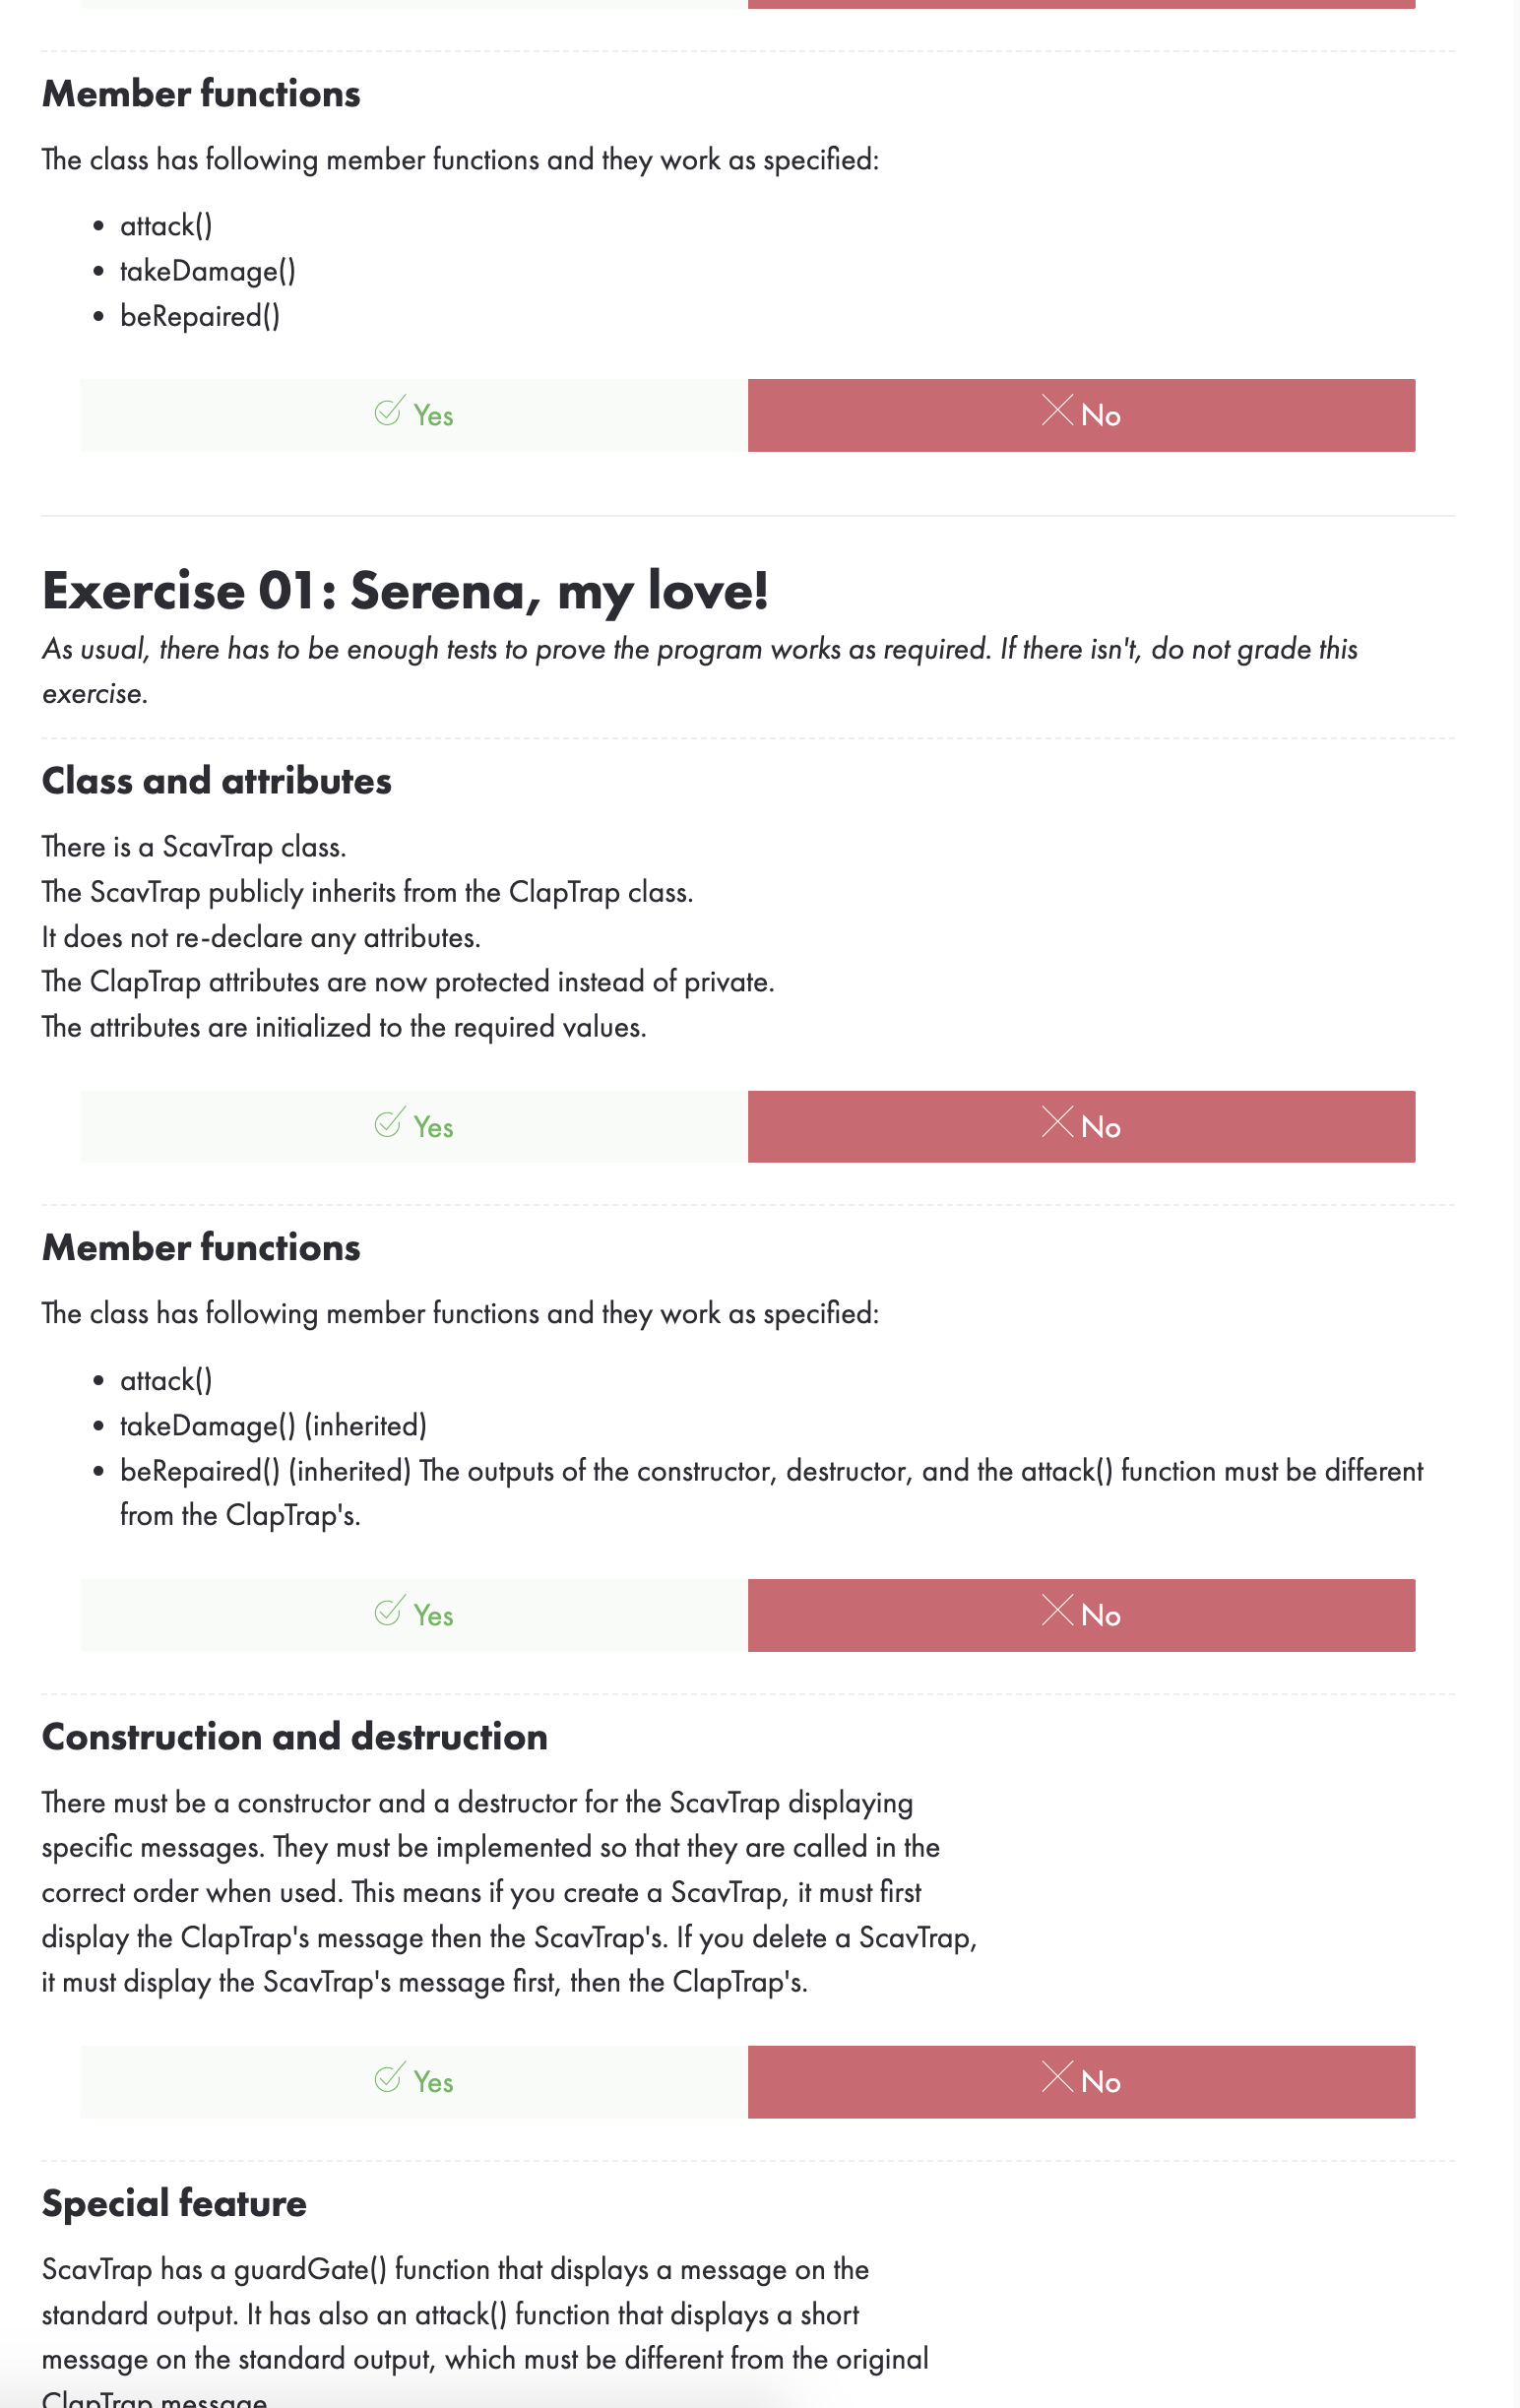 Member functions
The class has following member functions and they work as specified:
• attack()
• takeDamage()
• beRepaired()
Yes
No
Exercise 01: Serena, my love!
As usual, there has to be enough tests to prove the program works as required. If there isn't, do not grade this
exercise.
Class and attributes
There is a ScavTrap class.
The ScavTrap publicly inherits from the ClapTrap class.
It does not re-declare any attributes.
The ClapTrap attributes are now protected instead of private.
The attributes are initialized to the required values.
Yes
No
Member functions
The class has following member functions and they work as specified:
• attack()
• takeDamage() (inherited)
• beRepaired() (inherited) The outputs of the constructor, destructor, and the attack() function must be different
from the ClapTrap's.
Yes
No
Construction and destruction
There must be a constructor and a destructor for the ScavTrap displaying
specific messages. They must be implemented so that they are called in the
correct order when used. This means if you create a ScavTrap, it must first
display the ClapTrap's message then the ScavTrap's. If you delete a ScavTrap,
it must display the ScavTrap's message first, then the ClapTrap's.
Yes
No
Special feature
ScavTrap has a guardGate() function that displays a message on the
standard output. It has also an attack() function that displays a short
message on the standard output, which must be different from the original
ClapTrap message